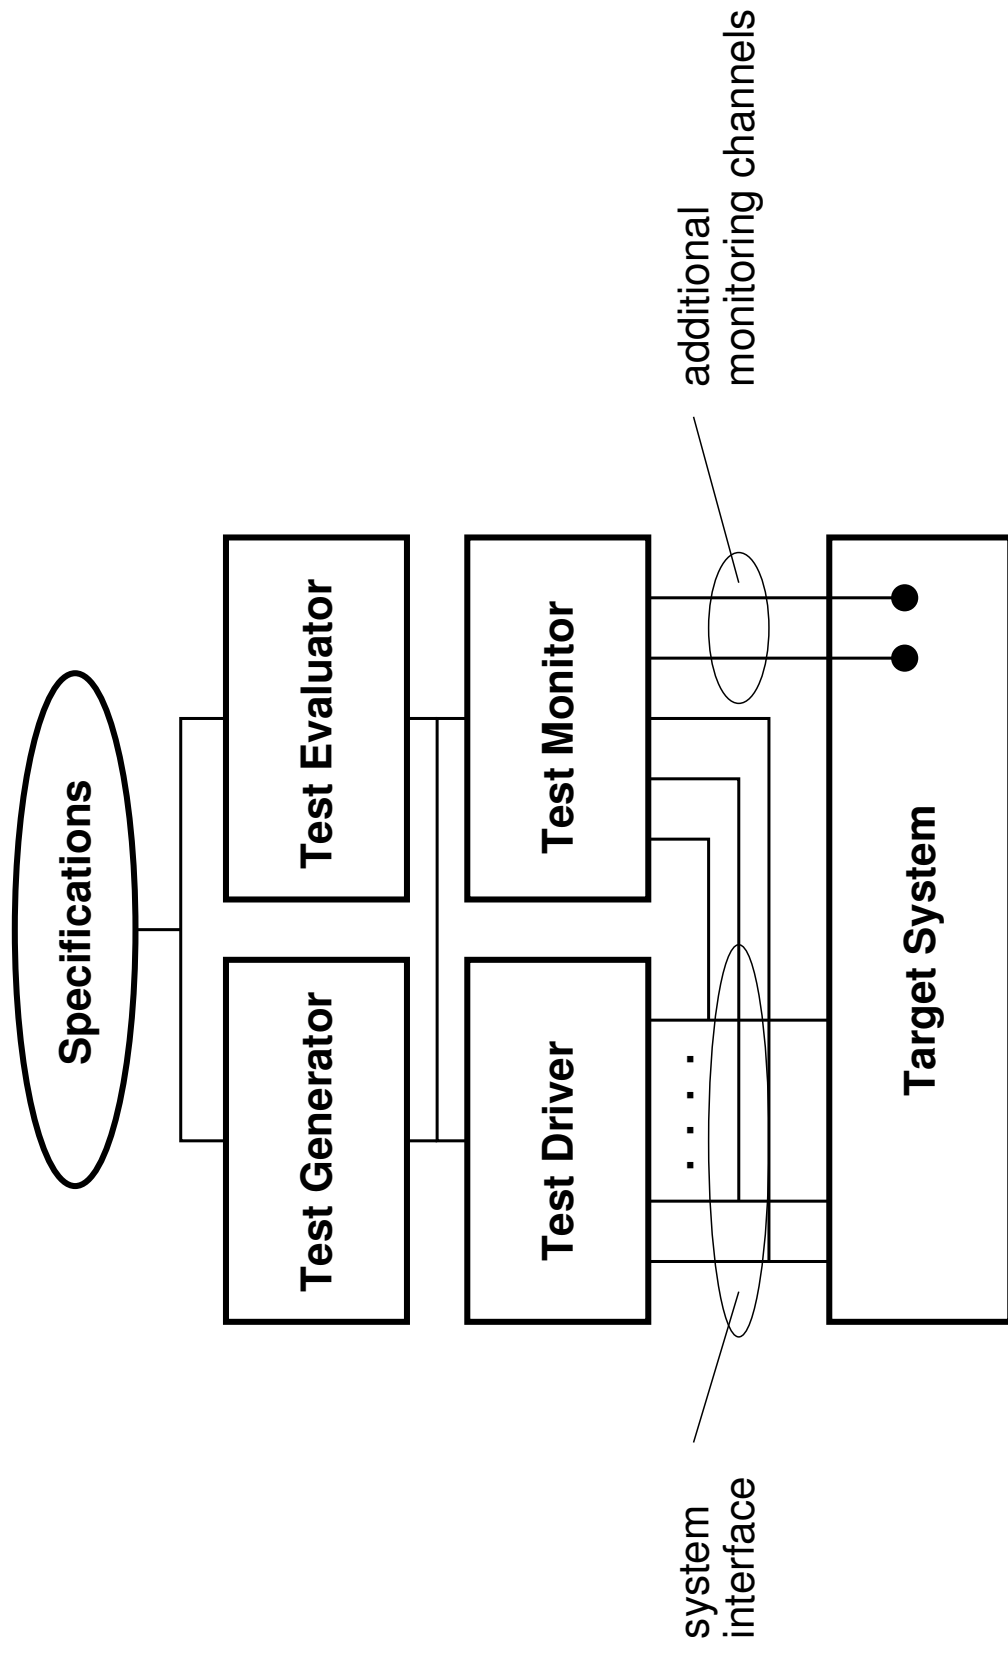 Specifications
Test Generator
Test Evaluator
Test Driver
Test Monitor
system
interface
additional
monitoring channels
Target System